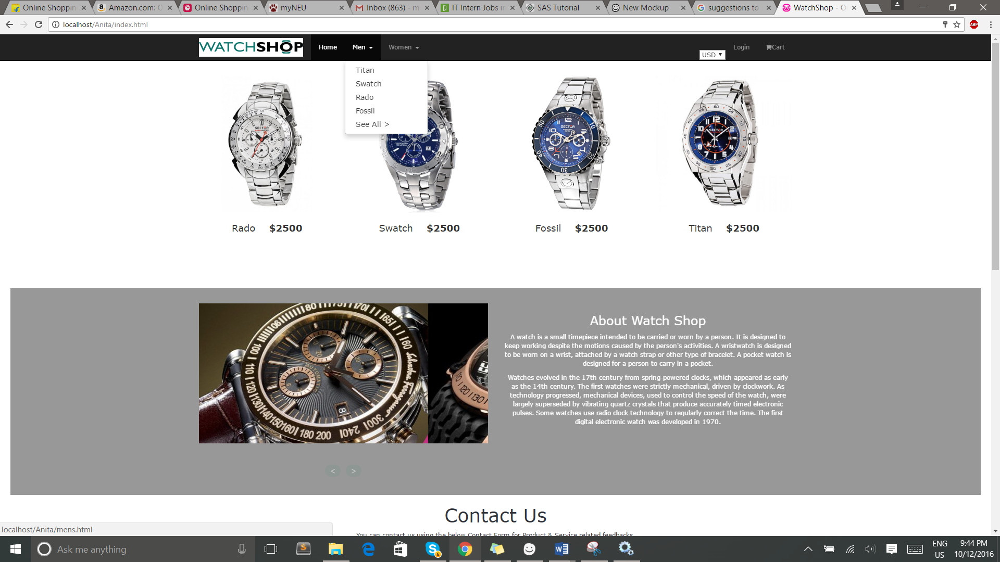 Online Shoppin
Amazon.com: O
Online Shoppin
myNEU
Inbox (863) - m
IT Intern Jobs in
SAS Tutorial
New Mockup
suggestions to
WatchShop - O
localhost/Anita/index.html
ABP
WATCHSHOP
Home
Men
Women
USD
Login
Cart
Titan
Swatch
Rado
Fossil
See All >
SECTOR
SECTOR
SECTOR
Rado $2500
Swatch $2500
Fossil $2500
Titan $2500
AUTOMATIC
About Watch Shop
A watch is a small timepiece intended to be carried or worn by a person. It is designed to
keep working despite the motions caused by the person's activities. A wristwatch is designed
to be worn on a wrist, attached by a watch strap or other type of bracelet. A pocket watch is
designed for a person to carry in a pocket.
Watches evolved in the 17th century from spring-powered clocks, which appeared as early
as the 14th century. The first watches were strictly mechanical, driven by clockwork. As
technology progressed, mechanical devices, used to control the speed of the watch, were
largely superseded by vibrating quartz crystals that produce accurately timed electronic
pulses. Some watches use radio clock technology to regularly correct the time. The first
digital electronic watch was developed in 1970.
< >
Contact Us
You can contact us using the below Contact Form for Product & Service related feedbacks
localhost/Anita/mens.html
Ask me anything
6
ENG
US
9:44 PM
10/12/2016